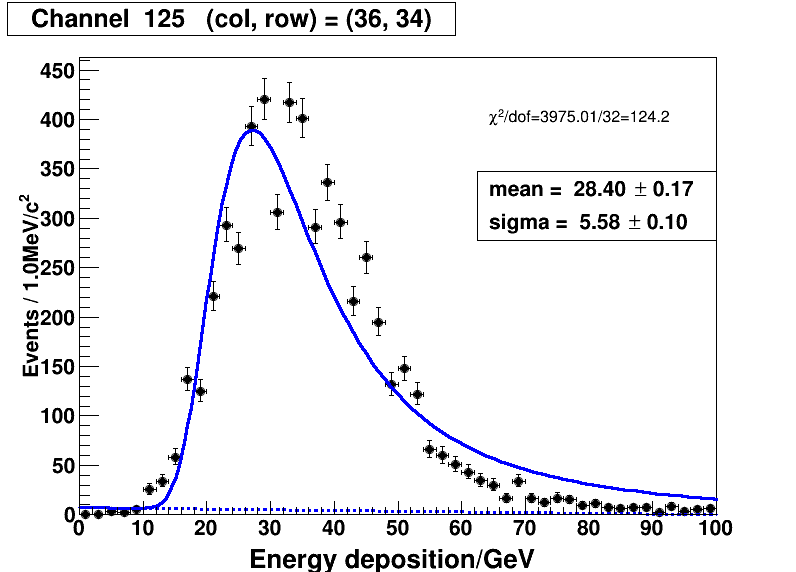 Channel 125 (col, row) = (36, 34)
χ²/dof=3975.01/32=124.2
mean = 28.40 ± 0.17
sigma = 5.58 ± 0.10
Events / 1.0MeV/c²
450
400
350
300
250
200
150
100
50
0
0 10 20 30 40 50 60 70 80 90 100
Energy deposition/GeV